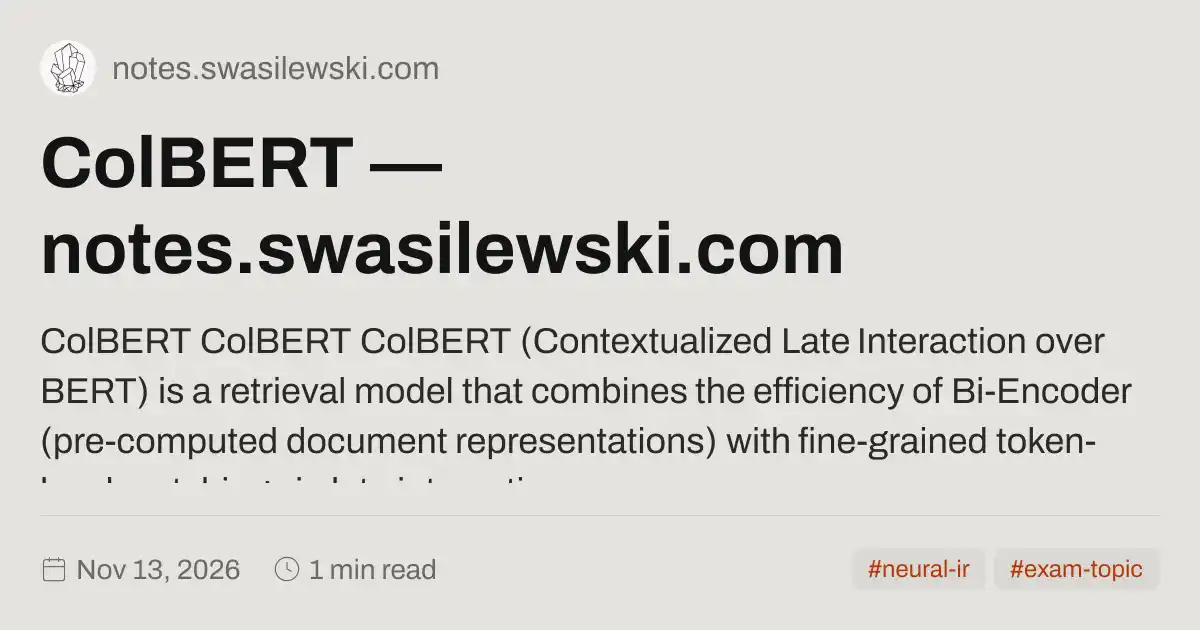 notes.swasilewski.com
ColBERT —
notes.swasilewski.com
ColBERT ColBERT ColBERT (Contextualized Late Interaction over
BERT) is a retrieval model that combines the efficiency of Bi-Encoder
(pre-computed document representations) with fine-grained token-
Nov 13, 2026
1 min read
#neural-ir
#exam-topic